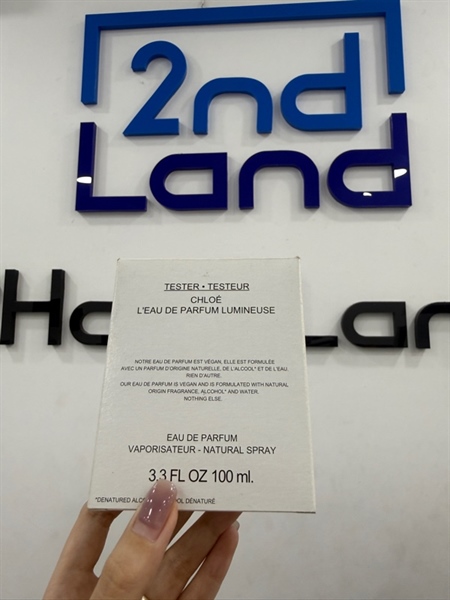 2nd
Land
Ha
Lan
TESTER • TESTEUR
CHLOÉ
L'EAU DE PARFUM LUMINEUSE
NOTRE EAU DE PARFUM EST VÉGAN, ELLE EST FORMULÉE
AVEC UN PARFUM D'ORIGINE NATURELLE, DE L'ALCOOL* ET DE L'EAU.
RIEN D'AUTRE.
OUR EAU DE PARFUM IS VEGAN AND IS FORMULATED WITH NATURAL
ORIGIN FRAGRANCE, ALCOHOL* AND WATER.
NOTHING ELSE.
EAU DE PARFUM
VAPORISATEUR - NATURAL SPRAY
3.3 FL OZ 100 ml.
*DENATURED DÉNATURÉ